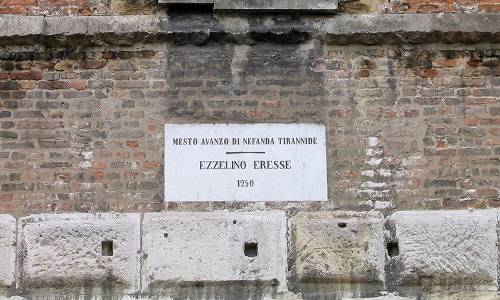 MESTO AVANZO DI NEFANDA TIRANNIDE
EZZELINO ERESSE
1250